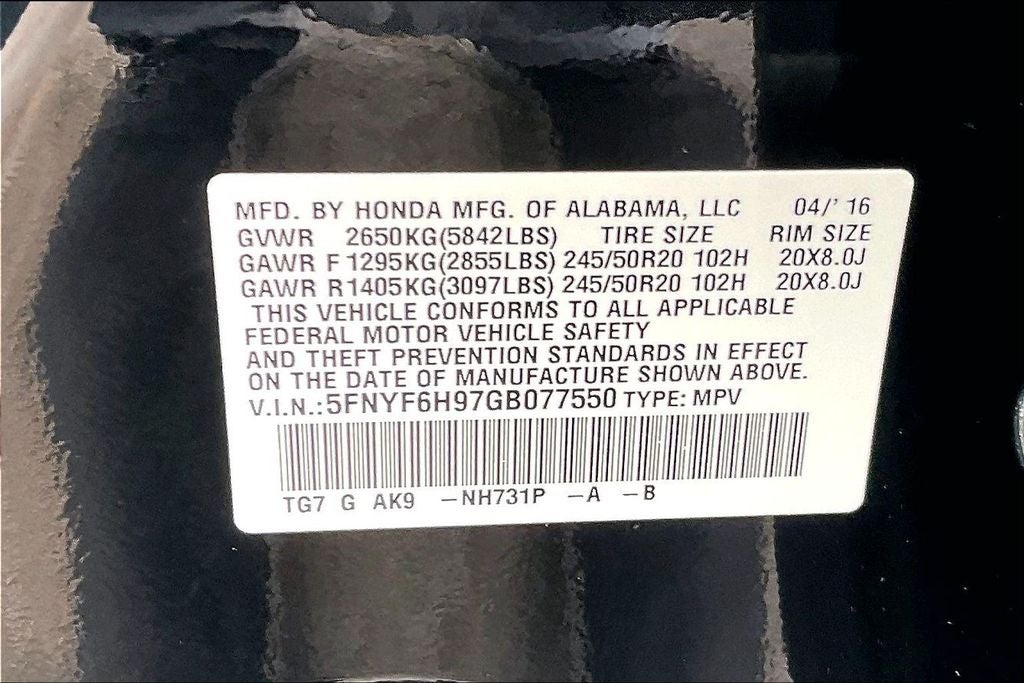 MFD. BY HONDA MFG. OF ALABAMA, LLC 04/'16
GVWR 2650KG(5842LBS) TIRE SIZE RIM SIZE
GAWR F 1295KG(2855LBS) 245/50R20 102H 20X8.0J
GAWR R1405KG(3097LBS) 245/50R20 102H 20X8.0J
THIS VEHICLE CONFORMS TO ALL APPLICABLE
FEDERAL MOTOR VEHICLE SAFETY
AND THEFT PREVENTION STANDARDS IN EFFECT
ON THE DATE OF MANUFACTURE SHOWN ABOVE.
V.I.N.:5FNYF6H97GB077550 TYPE: MPV
TG7 G AK9 -NH731P -A -B